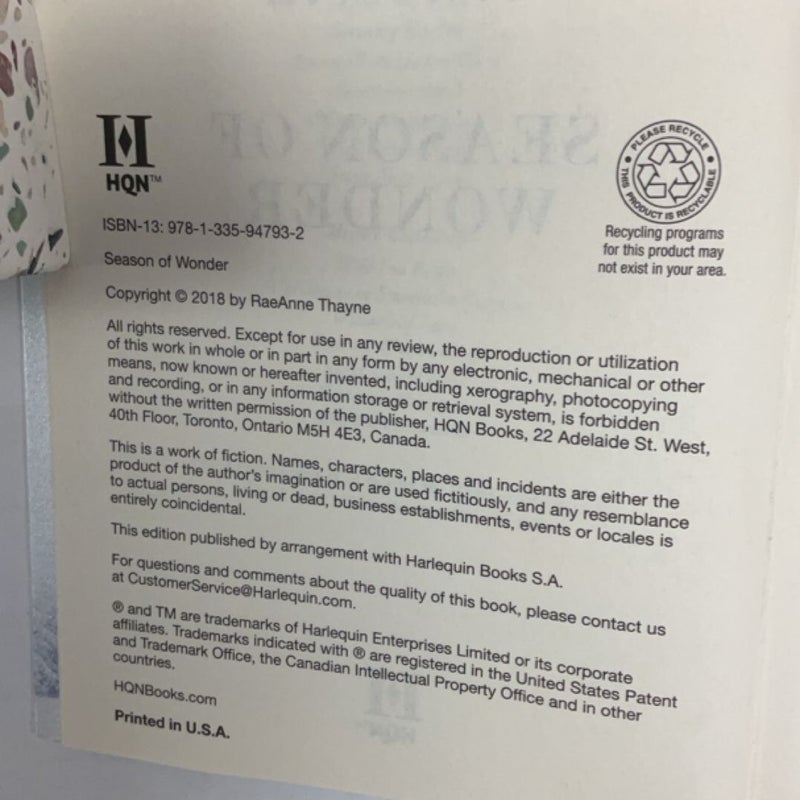 H
HQN™
PLEASE RECYCLE
THIS PRODUCT IS RECYCLABLE
Recycling programs
for this product may
not exist in your area.
ISBN-13: 978-1-335-94793-2
Season of Wonder
Copyright © 2018 by RaeAnne Thayne
All rights reserved. Except for use in any review, the reproduction or utilization
of this work in whole or in part in any form by any electronic, mechanical or other
means, now known or hereafter invented, including xerography, photocopying
and recording, or in any information storage or retrieval system, is forbidden
without the written permission of the publisher, HQN Books, 22 Adelaide St. West,
40th Floor, Toronto, Ontario M5H 4E3, Canada.
This is a work of fiction. Names, characters, places and incidents are either the
product of the author's imagination or are used fictitiously, and any resemblance
to actual persons, living or dead, business establishments, events or locales is
entirely coincidental.
This edition published by arrangement with Harlequin Books S.A.
For questions and comments about the quality of this book, please contact us
at CustomerService@Harlequin.com.
® and TM are trademarks of Harlequin Enterprises Limited or its corporate
affiliates. Trademarks indicated with ® are registered in the United States Patent
and Trademark Office, the Canadian Intellectual Property Office and in other
countries.
HQNBooks.com
Printed in U.S.A.
SEASON OF
WONDER
H
HQN